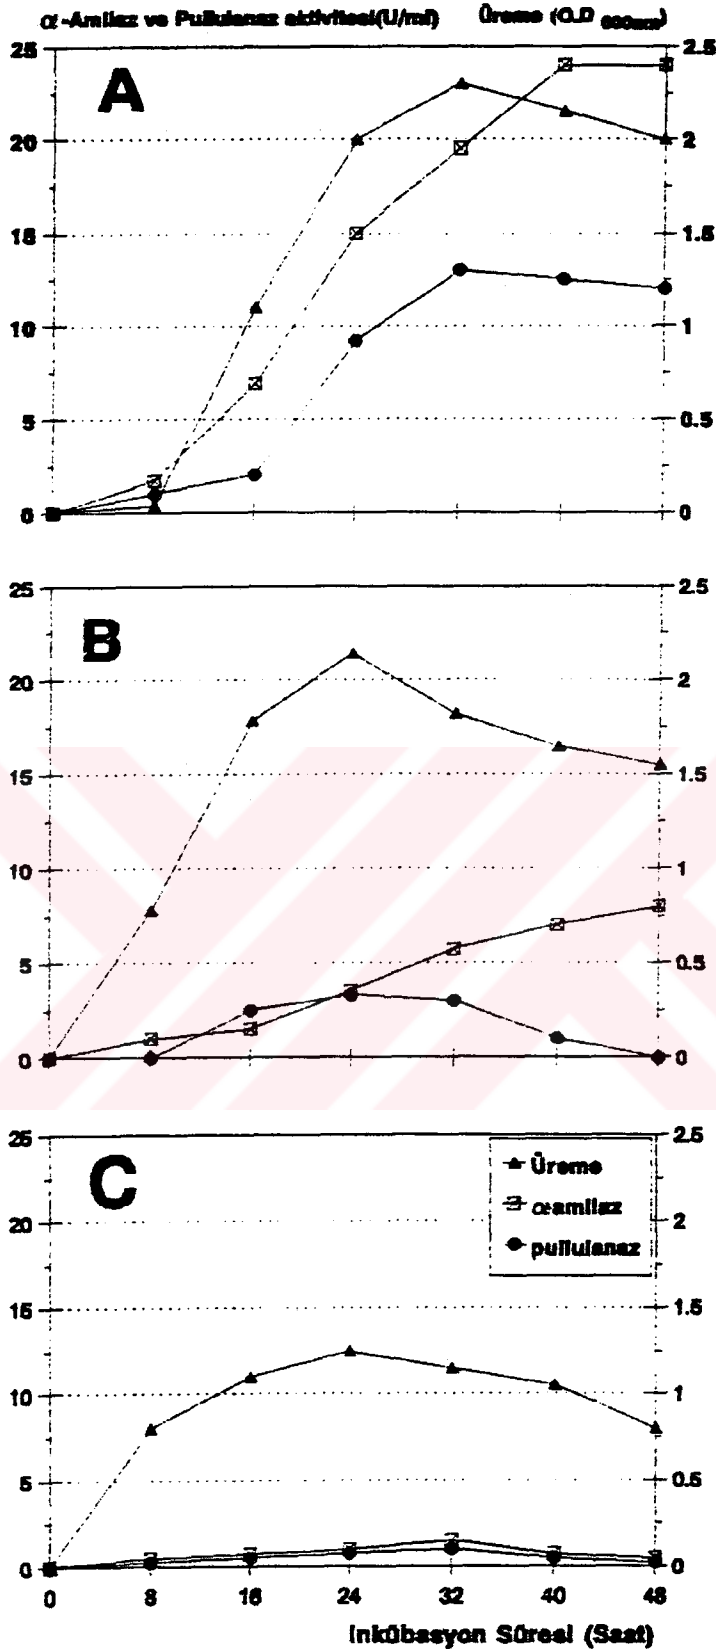 α-Amilaz ve Pullulanaz aktivitesi(U/ml) Üreme (O.D 600nm)
A
25 2.5
20 2
15 1.5
10 1
5 0.5
0 0
B
25 2.5
20 2
15 1.5
10 1
5 0.5
0 0
C
25 2.5
Üreme
αamilaz
20 2
pullulanaz
15 1.5
10 1
5 0.5
0 0
0 8 16 24 32 40 48
İnkübasyon Süresi (Saat)